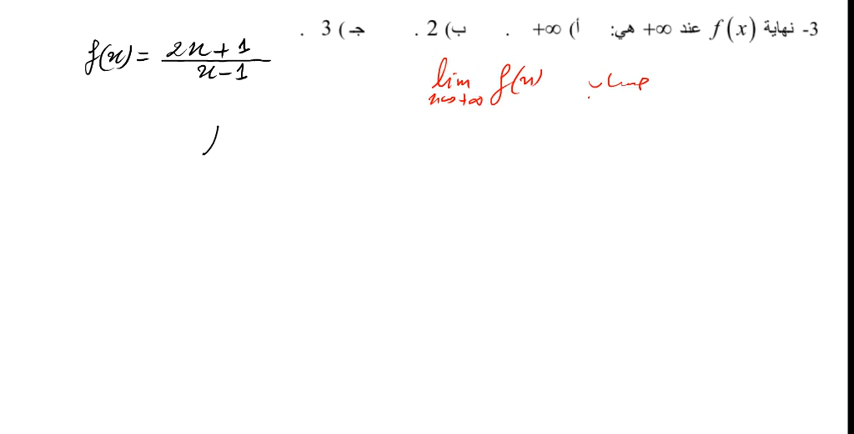 3- نهاية f(x) عند +∞ هي: أ) +∞ . ب) 2 . جـ) 3 .
f(x) = (2x+1)/(x-1)
حساب lim x→+∞ f(x)
)